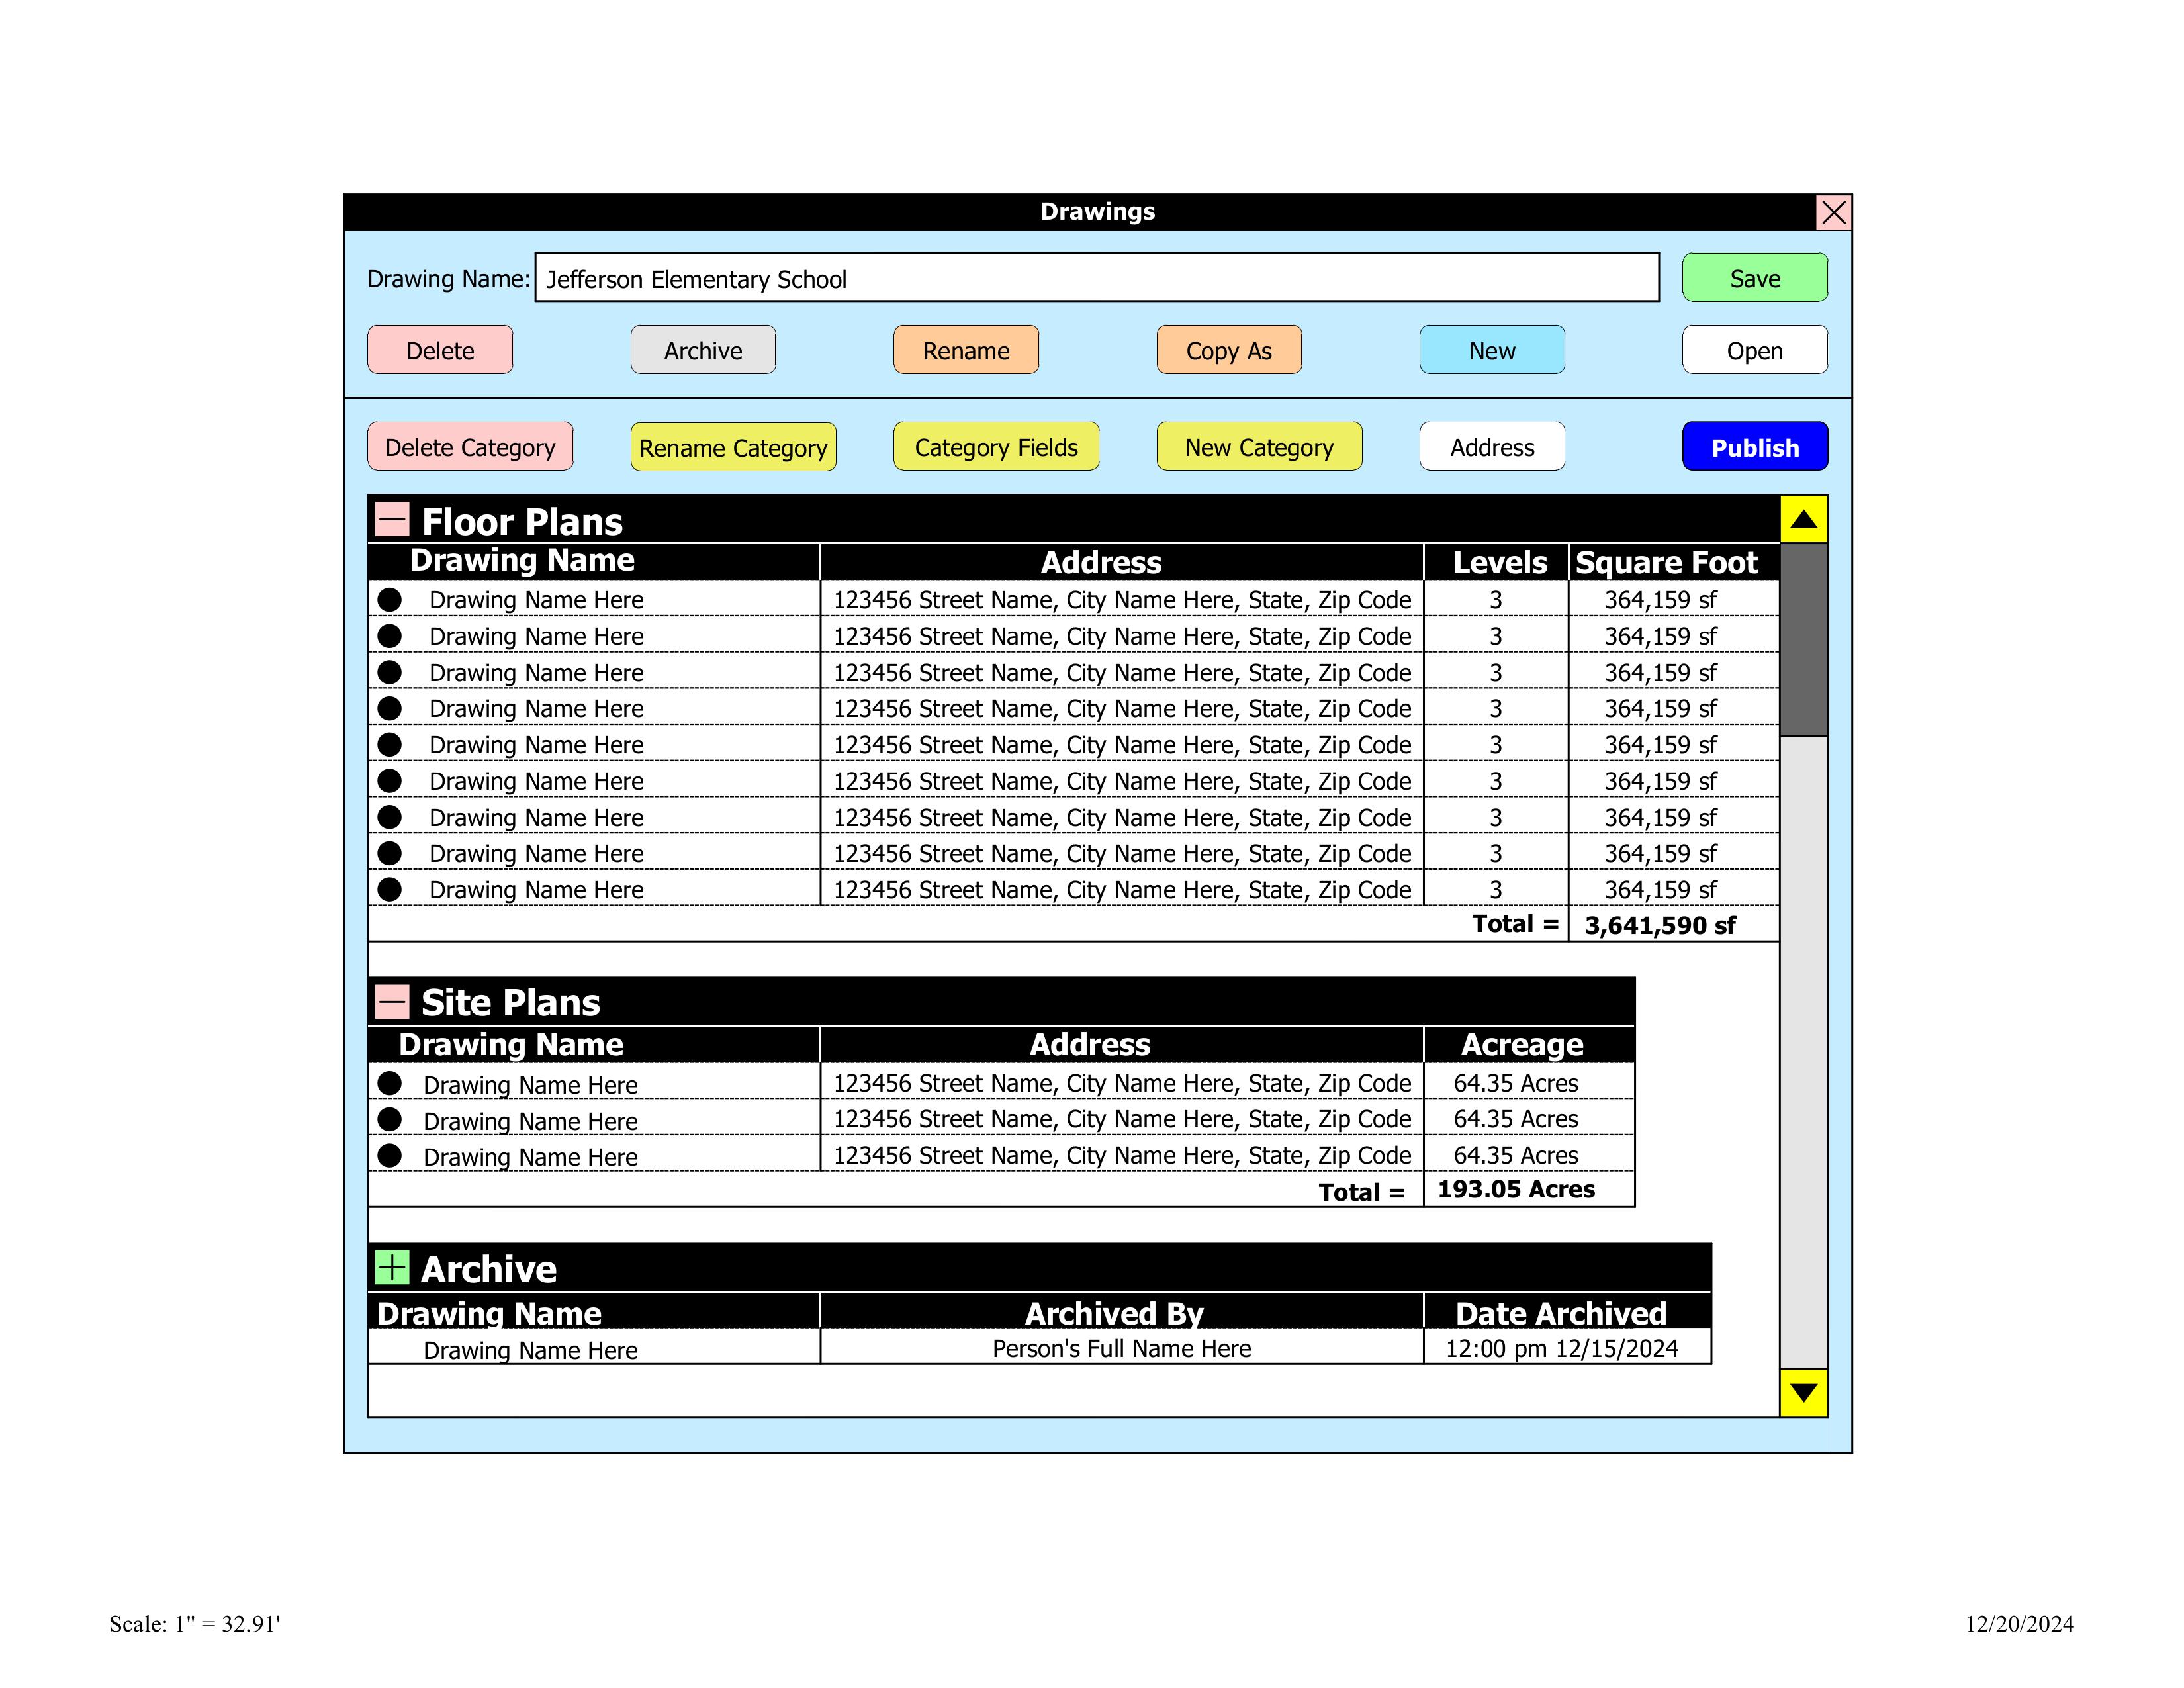 Drawings
Drawing Name: Jefferson Elementary School Save
Delete Archive Rename Copy As New Open
Delete Category Rename Category Category Fields New Category Address Publish
Floor Plans
Drawing Name Address Levels Square Foot
Drawing Name Here 123456 Street Name, City Name Here, State, Zip Code 3 364,159 sf
Drawing Name Here 123456 Street Name, City Name Here, State, Zip Code 3 364,159 sf
Drawing Name Here 123456 Street Name, City Name Here, State, Zip Code 3 364,159 sf
Drawing Name Here 123456 Street Name, City Name Here, State, Zip Code 3 364,159 sf
Drawing Name Here 123456 Street Name, City Name Here, State, Zip Code 3 364,159 sf
Drawing Name Here 123456 Street Name, City Name Here, State, Zip Code 3 364,159 sf
Drawing Name Here 123456 Street Name, City Name Here, State, Zip Code 3 364,159 sf
Drawing Name Here 123456 Street Name, City Name Here, State, Zip Code 3 364,159 sf
Drawing Name Here 123456 Street Name, City Name Here, State, Zip Code 3 364,159 sf
Total = 3,641,590 sf
Site Plans
Drawing Name Address Acreage
Drawing Name Here 123456 Street Name, City Name Here, State, Zip Code 64.35 Acres
Drawing Name Here 123456 Street Name, City Name Here, State, Zip Code 64.35 Acres
Drawing Name Here 123456 Street Name, City Name Here, State, Zip Code 64.35 Acres
Total = 193.05 Acres
Archive
Drawing Name Archived By Date Archived
Drawing Name Here Person's Full Name Here 12:00 pm 12/15/2024
Scale: 1" = 32.91' 12/20/2024